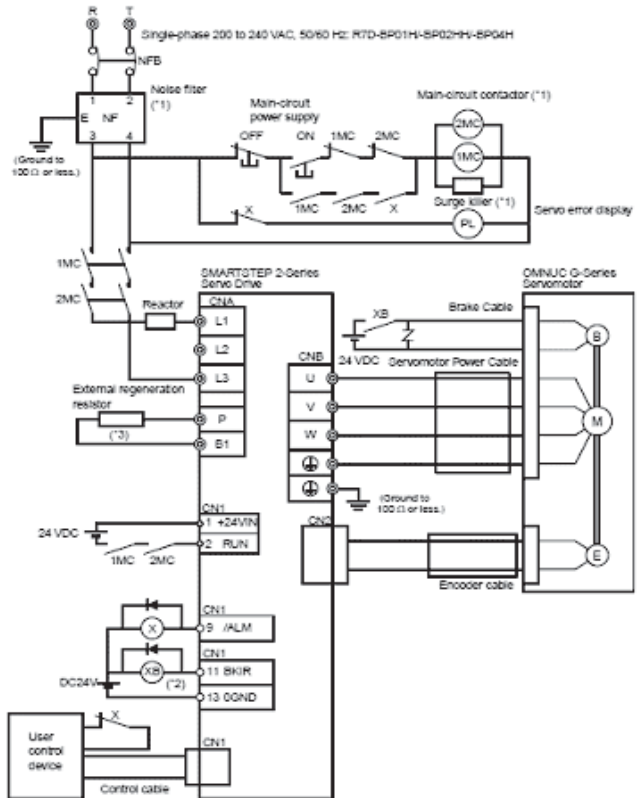 R T
Single-phase 200 to 240 VAC, 50/60 Hz: R7D-BP01H/-BP02HH/-BP04H
NFB
Noise filter
(*1)
1 2
E NF
3 4
(Ground to
100 Ω or less.)
Main-circuit
power supply
OFF ON 1MC 2MC
Main-circuit contactor (*1)
2MC
1MC
Surge killer (*1)
1MC 2MC X
X
PL
Servo error display
1MC
2MC
Reactor
SMARTSTEP 2-Series
Servo Drive
CNA
L1
L2
L3
External regeneration
resistor
(*3)
P
B1
CNB
U
V
W
(Ground to
100 Ω or less.)
OMNUC G-Series
Servomotor
XB
Brake Cable
24 VDC
Servomotor Power Cable
B
M
E
CN2
Encoder cable
CN1
24 VDC
1 +24VIN
2 RUN
1MC 2MC
CN1
X
9 /ALM
CN1
XB
(*2)
11 BKIR
DC24V
13 0GND
X
User
control
device
CN1
Control cable